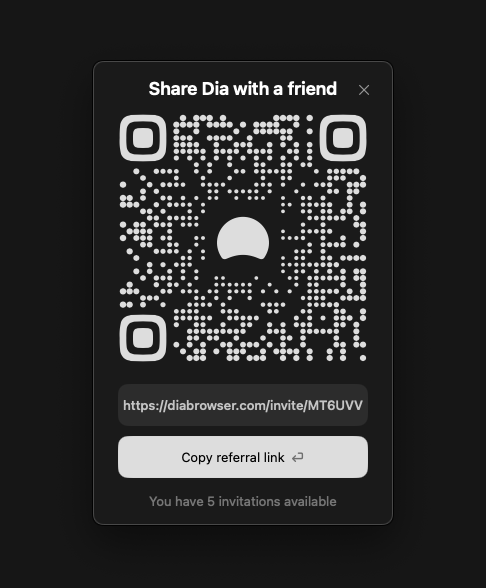 Share Dia with a friend
https://diabrowser.com/invite/MT6UVV
Copy referral link
You have 5 invitations available